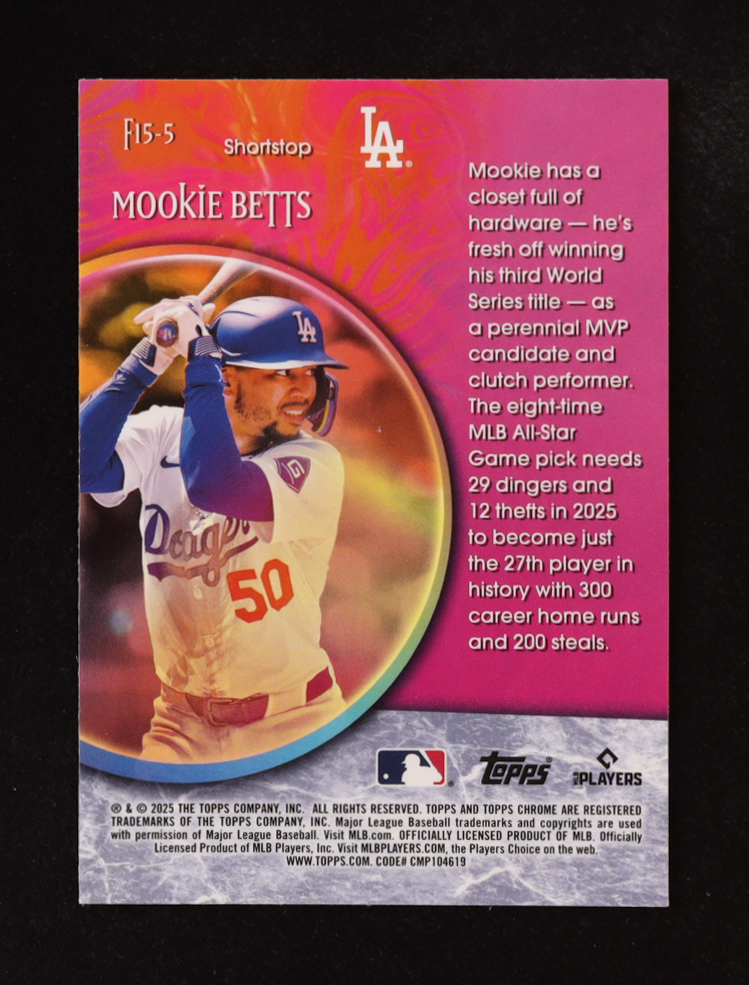 F15-5
Shortstop
LA
MOOKIE BETTS
Mookie has a
closet full of
hardware — he's
fresh off winning
his third World
Series title — as
a perennial MVP
candidate and
clutch performer.
The eight-time
MLB All-Star
Game pick needs
29 dingers and
12 thefts in 2025
to become just
the 27th player in
history with 300
career home runs
and 200 steals.
LA
G
Dodgers
50
topps®
MLB PLAYERS
® & © 2025 THE TOPPS COMPANY, INC. ALL RIGHTS RESERVED. TOPPS AND TOPPS CHROME ARE REGISTERED
TRADEMARKS OF THE TOPPS COMPANY, INC. Major League Baseball trademarks and copyrights are used
with permission of Major League Baseball. Visit MLB.com. OFFICIALLY LICENSED PRODUCT OF MLB. Officially
Licensed Product of MLB Players, Inc. Visit MLBPLAYERS.COM, the Players Choice on the web.
WWW.TOPPS.COM. CODE# CMP104619